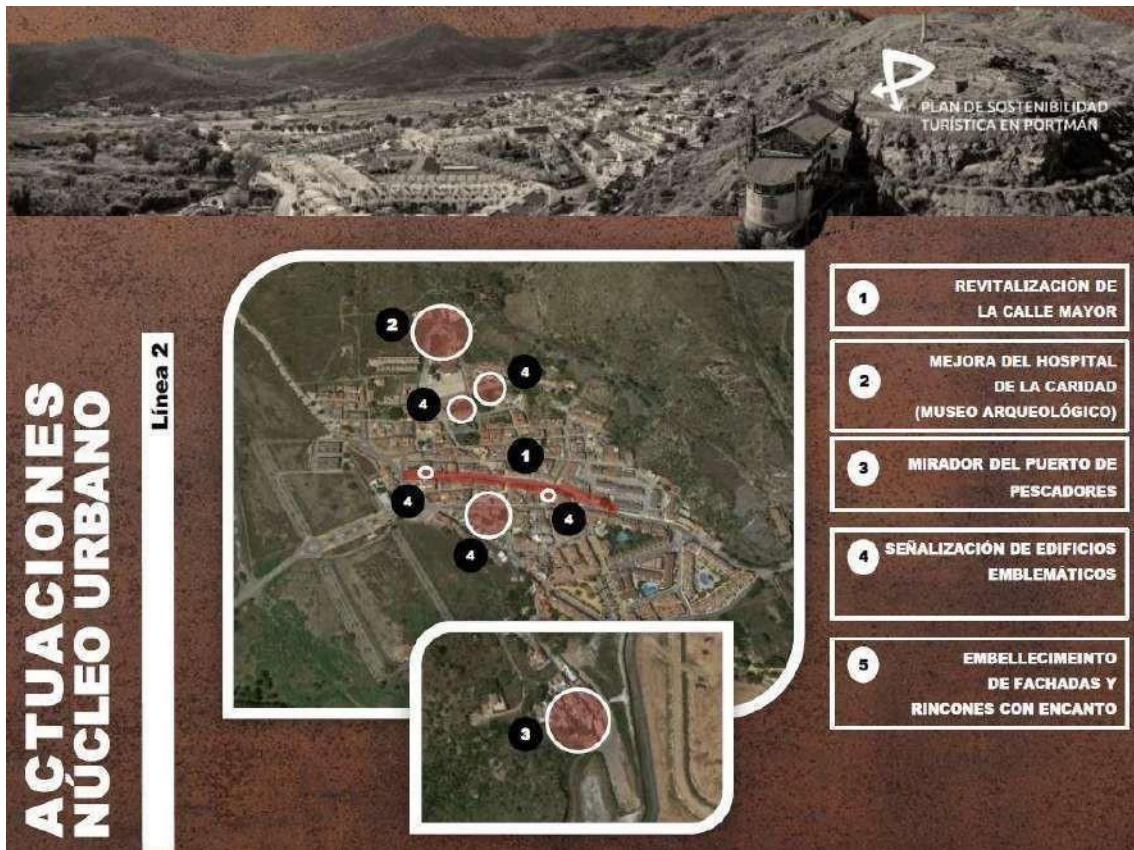 PLAN DE SOSTENIBILIDAD
TURÍSTICA EN PORTMÁN
ACTUACIONES
NÚCLEO URBANO
Línea 2
2
4
4
1
4
4
4
3
1
REVITALIZACIÓN DE
LA CALLE MAYOR
2
MEJORA DEL HOSPITAL
DE LA CARIDAD
(MUSEO ARQUEOLÓGICO)
3
MIRADOR DEL PUERTO DE
PESCADORES
4
SEÑALIZACIÓN DE EDIFICIOS
EMBLEMÁTICOS
5
EMBELLECIMEINTO
DE FACHADAS Y
RINCONES CON ENCANTO